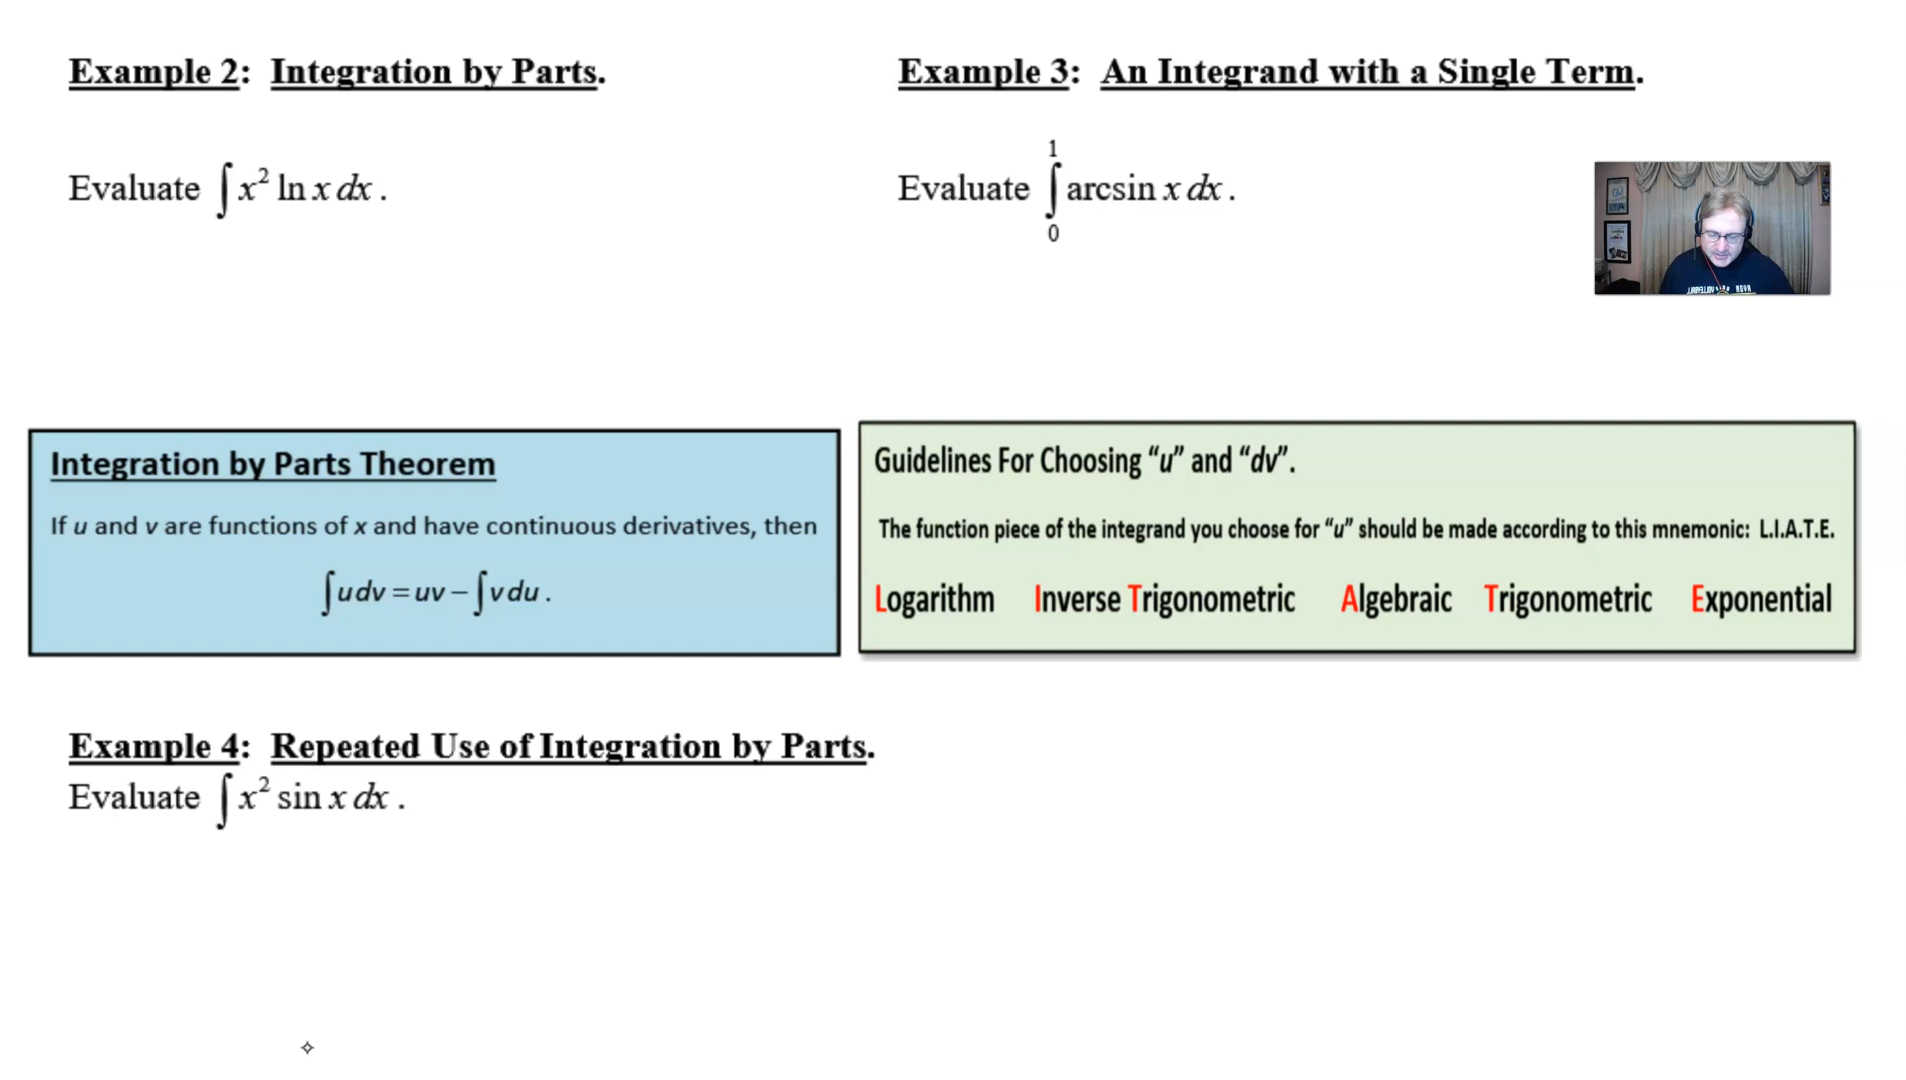 Example 2: Integration by Parts.
Evaluate ∫ x² ln x dx .
Example 3: An Integrand with a Single Term.
Evaluate ∫₀¹ arcsin x dx .
Integration by Parts Theorem
If u and v are functions of x and have continuous derivatives, then
∫ u dv = uv − ∫ v du .
Guidelines For Choosing “u” and “dv”.
The function piece of the integrand you choose for “u” should be made according to this mnemonic: L.I.A.T.E.
Logarithm Inverse Trigonometric Algebraic Trigonometric Exponential
Example 4: Repeated Use of Integration by Parts.
Evaluate ∫ x² sin x dx .